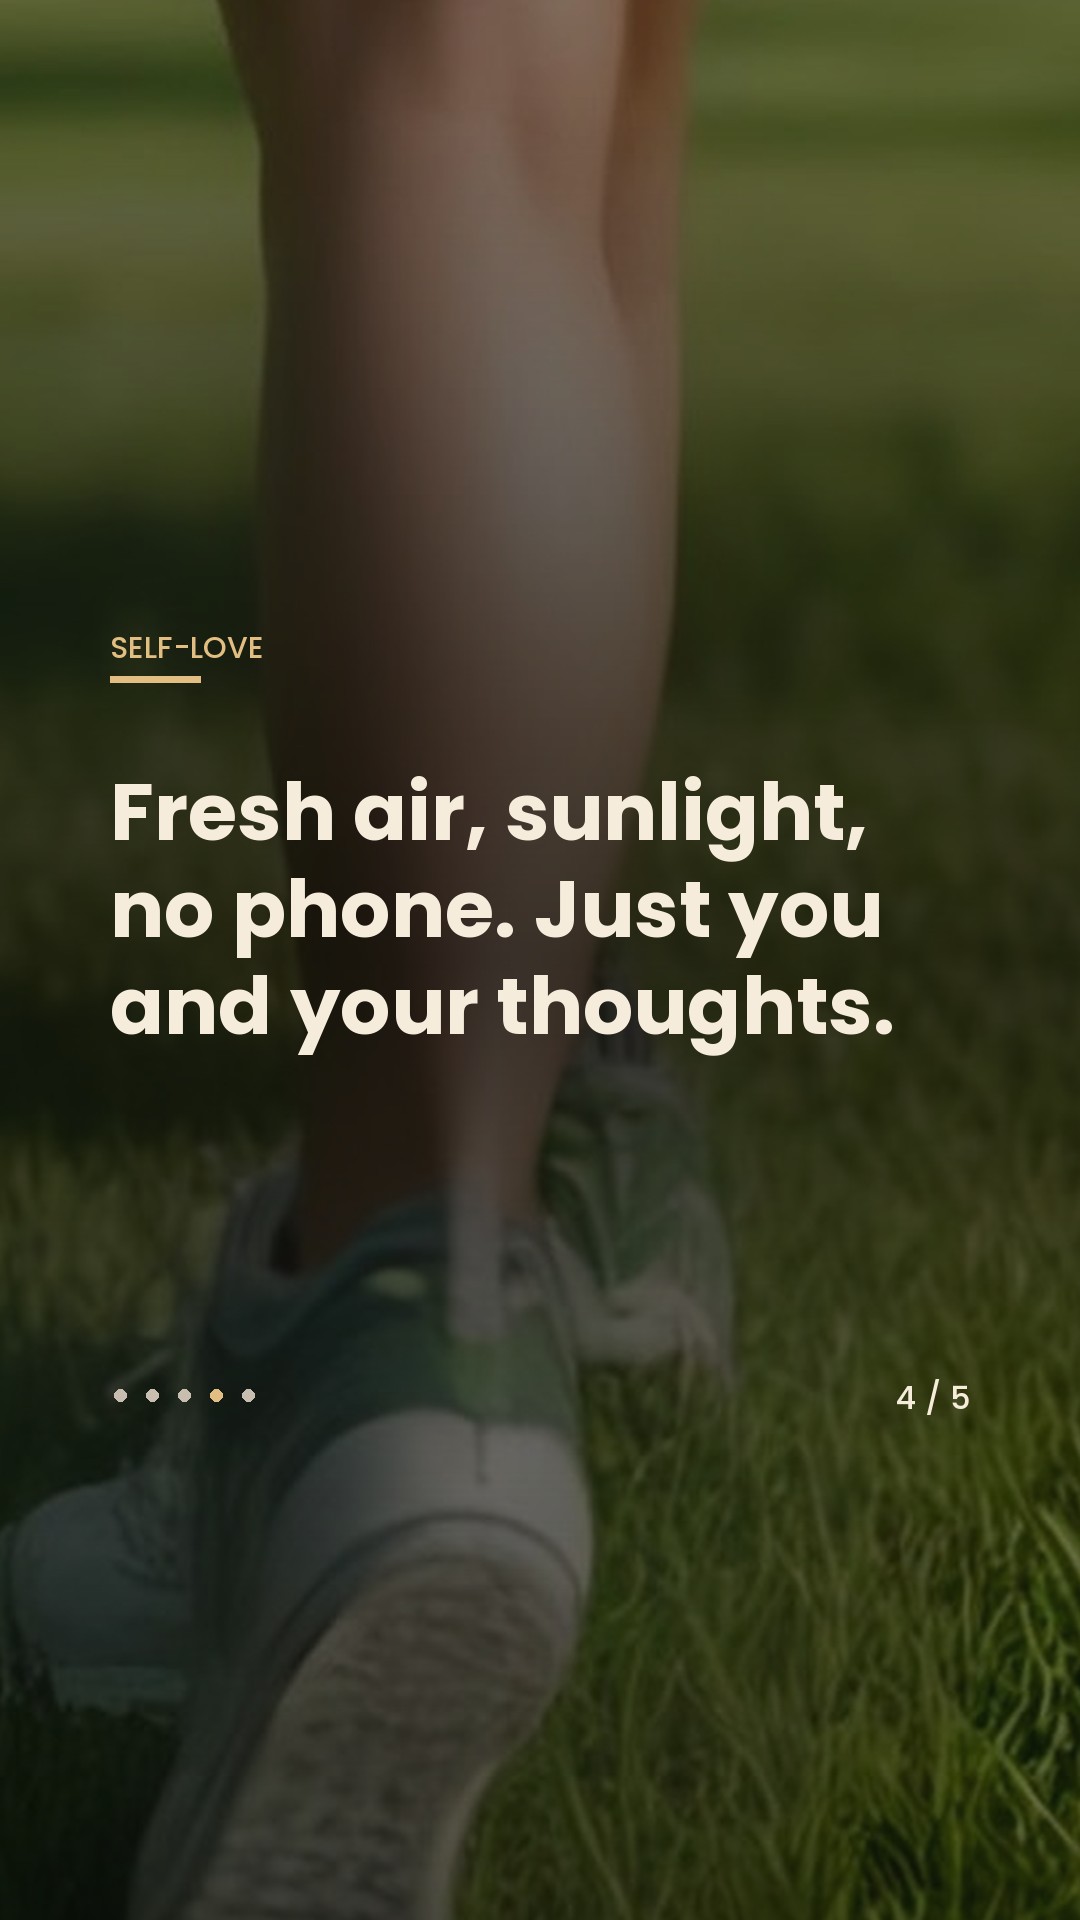 SELF-LOVE
Fresh air, sunlight,
no phone. Just you
and your thoughts.
4 / 5